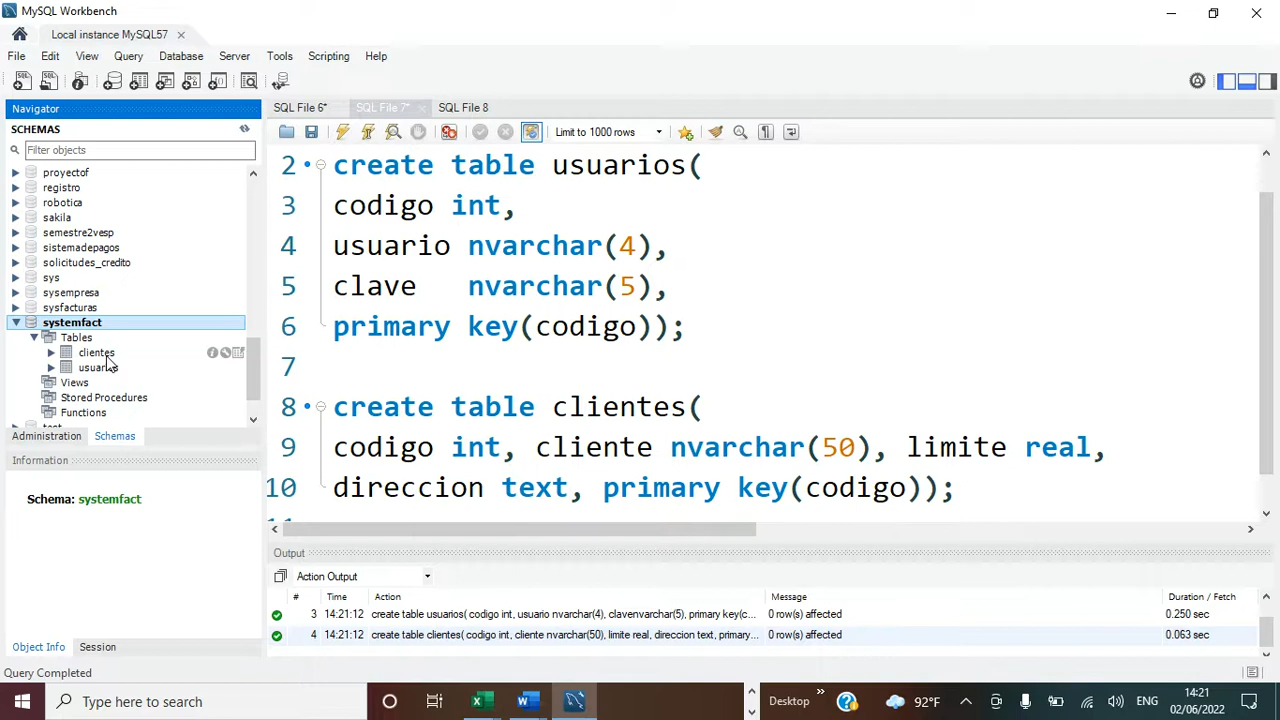 MySQL Workbench
Local instance MySQL57
File Edit View Query Database Server Tools Scripting Help
Navigator
SCHEMAS
Filter objects
proyectof
registro
robotica
sakila
semestre2vesp
sistemadepagos
solicitudes_credito
sys
sysempresa
sysfacturas
systemfact
Tables
clientes
usuarios
Views
Stored Procedures
Functions
Administration Schemas
Information
Schema: systemfact
Object Info Session
SQL File 6* SQL File 7* SQL File 8
Limit to 1000 rows
2 create table usuarios(
3 codigo int,
4 usuario nvarchar(4),
5 clave nvarchar(5),
6 primary key(codigo));
7
8 create table clientes(
9 codigo int, cliente nvarchar(50), limite real,
10 direccion text, primary key(codigo));
Output
Action Output
# Time Action Message Duration / Fetch
3 14:21:12 create table usuarios( codigo int, usuario nvarchar(4), clavenvarchar(5), primary key(c... 0 row(s) affected 0.250 sec
4 14:21:12 create table clientes( codigo int, cliente nvarchar(50), limite real, direccion text, primary... 0 row(s) affected 0.063 sec
Query Completed
Type here to search
Desktop
92°F
ENG
14:21
02/06/2022